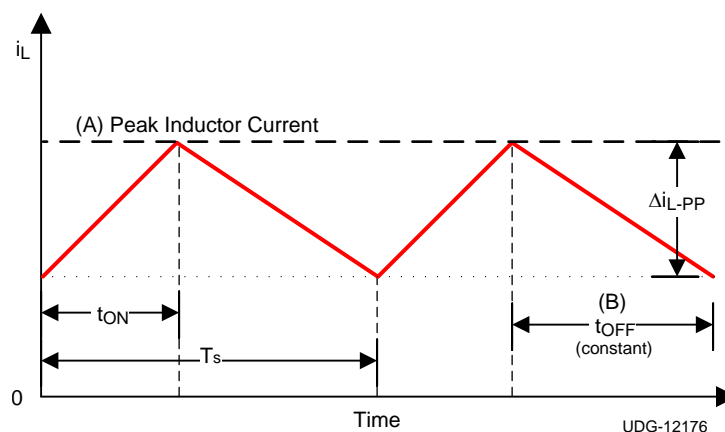 iL
(A) Peak Inductor Current
ΔiL-PP
(B)
tON
tOFF
(constant)
Ts
0
Time
UDG-12176